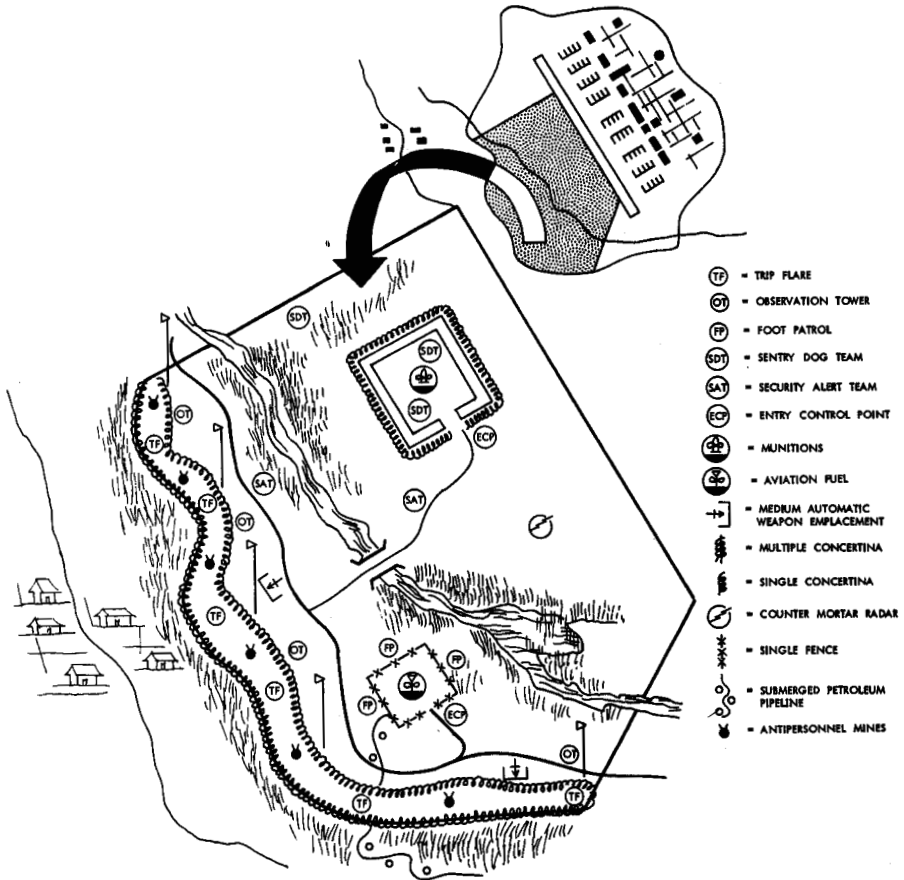 SDT
SDT
SDT
OT
ECP
TF
SAT
SAT
TF
OT
TF
OT
FP
FP
TF
FP
ECP
OT
TF
TF
TF = TRIP FLARE
OT = OBSERVATION TOWER
FP = FOOT PATROL
SDT = SENTRY DOG TEAM
SAT = SECURITY ALERT TEAM
ECP = ENTRY CONTROL POINT
= MUNITIONS
= AVIATION FUEL
= MEDIUM AUTOMATIC
WEAPON EMPLACEMENT
= MULTIPLE CONCERTINA
= SINGLE CONCERTINA
= COUNTER MORTAR RADAR
= SINGLE FENCE
= SUBMERGED PETROLEUM
PIPELINE
= ANTIPERSONNEL MINES